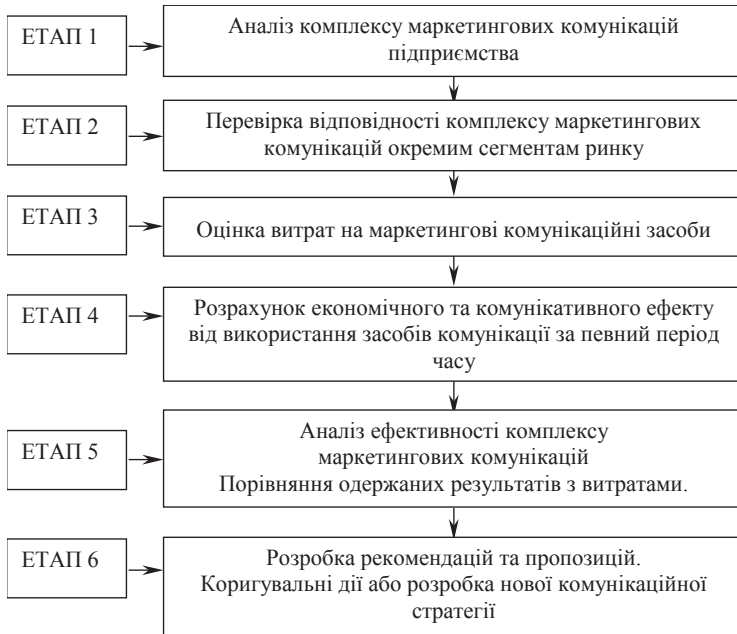 ЕТАП 1
Аналіз комплексу маркетингових комунікацій
підприємства
ЕТАП 2
Перевірка відповідності комплексу маркетингових
комунікацій окремим сегментам ринку
ЕТАП 3
Оцінка витрат на маркетингові комунікаційні засоби
ЕТАП 4
Розрахунок економічного та комунікативного ефекту
від використання засобів комунікації за певний період
часу
ЕТАП 5
Аналіз ефективності комплексу
маркетингових комунікацій
Порівняння одержаних результатів з витратами.
ЕТАП 6
Розробка рекомендацій та пропозицій.
Коригувальні дії або розробка нової комунікаційної
стратегії